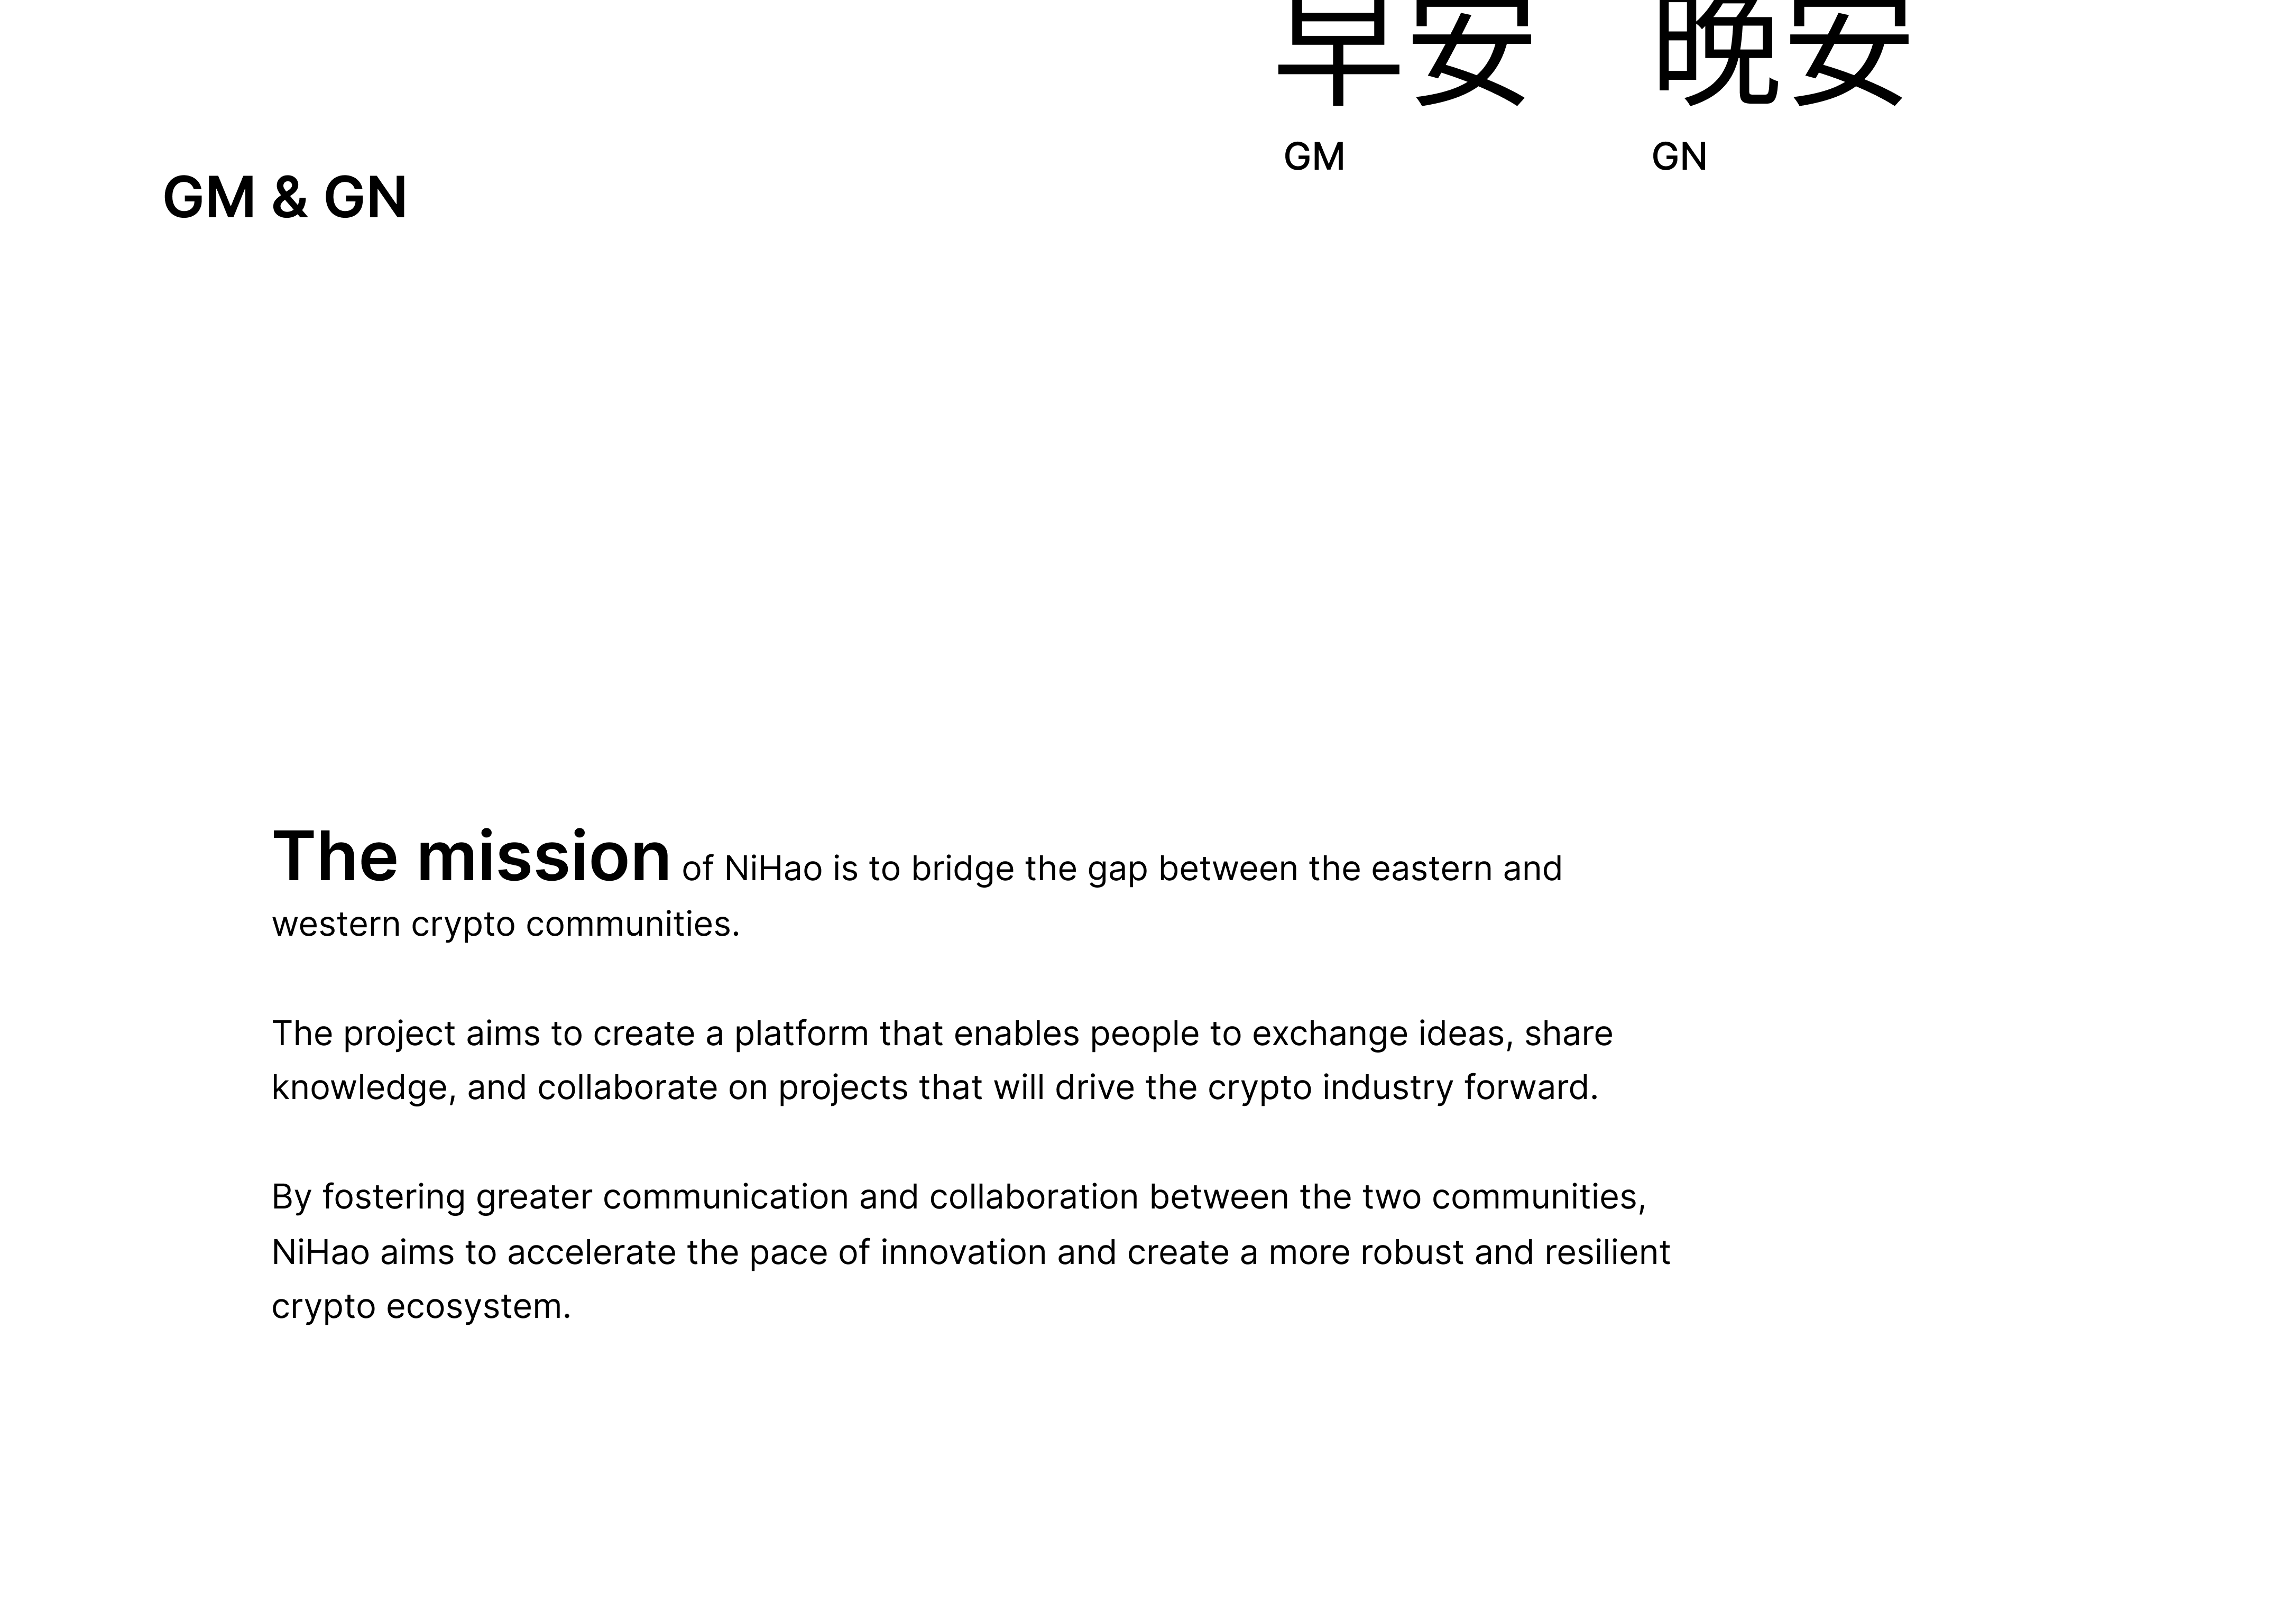 早安 晚安
GM GN
GM & GN
The mission of NiHao is to bridge the gap between the eastern and
western crypto communities.
The project aims to create a platform that enables people to exchange ideas, share
knowledge, and collaborate on projects that will drive the crypto industry forward.
By fostering greater communication and collaboration between the two communities,
NiHao aims to accelerate the pace of innovation and create a more robust and resilient
crypto ecosystem.